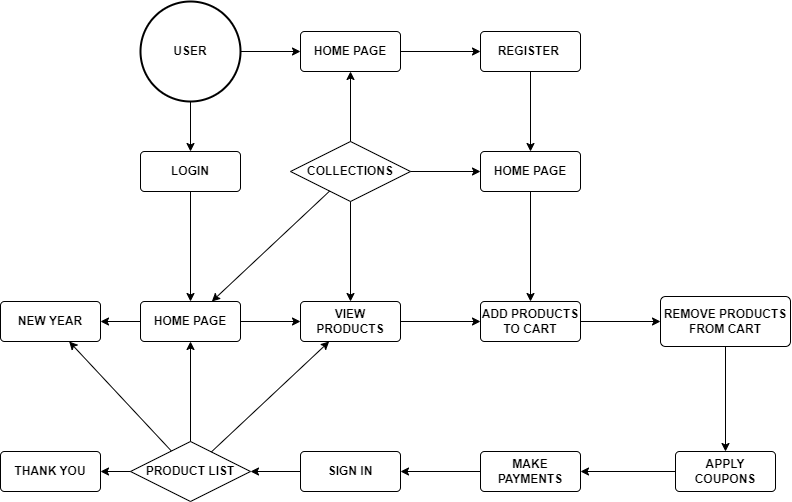 USER
HOME PAGE
REGISTER
LOGIN
COLLECTIONS
HOME PAGE
NEW YEAR
HOME PAGE
VIEW
PRODUCTS
ADD PRODUCTS
TO CART
REMOVE PRODUCTS
FROM CART
THANK YOU
PRODUCT LIST
SIGN IN
MAKE
PAYMENTS
APPLY
COUPONS